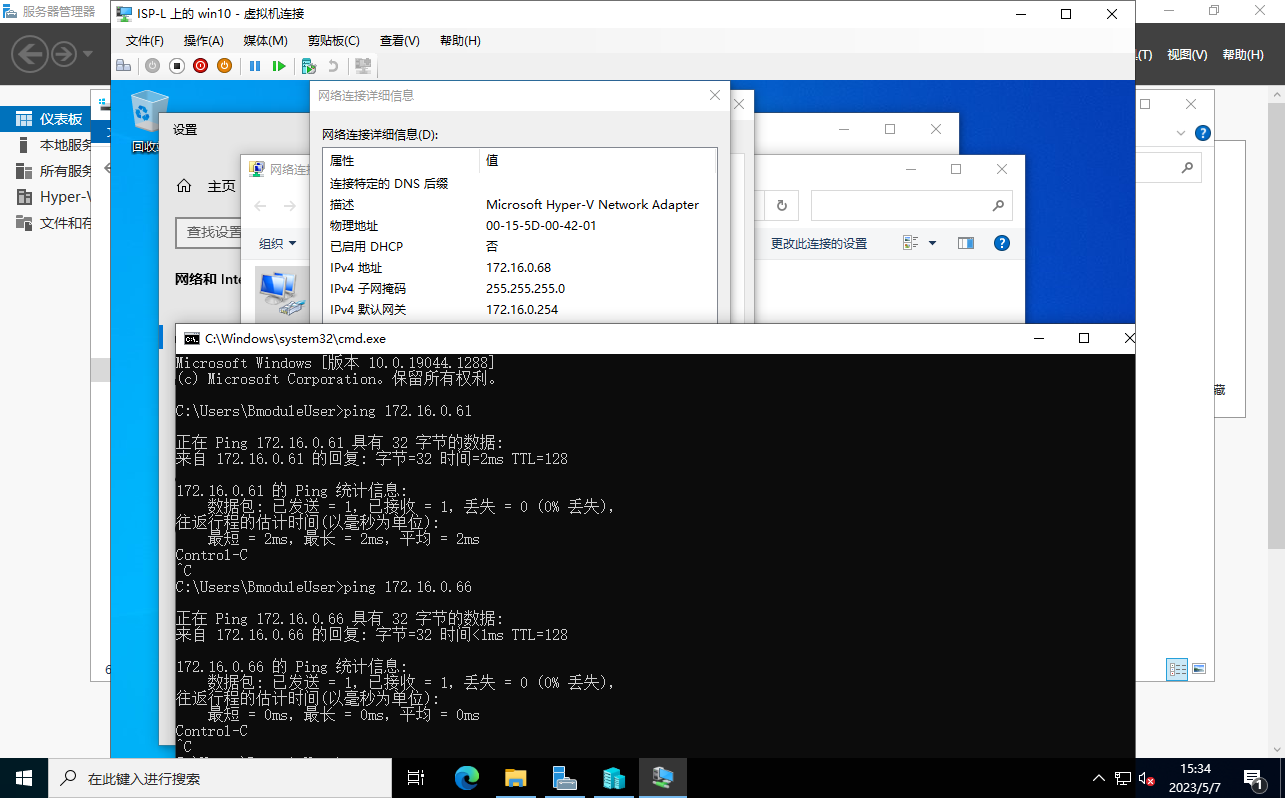 服务器管理器
ISP-L 上的 win10 - 虚拟机连接
文件(F) 操作(A) 媒体(M) 剪贴板(C) 查看(V) 帮助(H)
(T) 视图(V) 帮助(H)
仪表板
本地服务
所有服务
Hyper-V
文件和存
回收
设置
主页
查找设置
网络和 Inte
网络连接
组织
更改此连接的设置
网络连接详细信息
网络连接详细信息(D):
属性 值
连接特定的 DNS 后缀
描述 Microsoft Hyper-V Network Adapter
物理地址 00-15-5D-00-42-01
已启用 DHCP 否
IPv4 地址 172.16.0.68
IPv4 子网掩码 255.255.255.0
IPv4 默认网关 172.16.0.254
C:\Windows\system32\cmd.exe
Microsoft Windows [版本 10.0.19044.1288]
(c) Microsoft Corporation。保留所有权利。
C:\Users\BmoduleUser>ping 172.16.0.61
正在 Ping 172.16.0.61 具有 32 字节的数据:
来自 172.16.0.61 的回复: 字节=32 时间=2ms TTL=128
172.16.0.61 的 Ping 统计信息:
数据包: 已发送 = 1，已接收 = 1，丢失 = 0 (0% 丢失)，
往返行程的估计时间(以毫秒为单位):
最短 = 2ms，最长 = 2ms，平均 = 2ms
Control-C
^C
C:\Users\BmoduleUser>ping 172.16.0.66
正在 Ping 172.16.0.66 具有 32 字节的数据:
来自 172.16.0.66 的回复: 字节=32 时间<1ms TTL=128
172.16.0.66 的 Ping 统计信息:
数据包: 已发送 = 1，已接收 = 1，丢失 = 0 (0% 丢失)，
往返行程的估计时间(以毫秒为单位):
最短 = 0ms，最长 = 0ms，平均 = 0ms
Control-C
^C
藏
6
在此键入进行搜索
15:34
2023/5/7
1